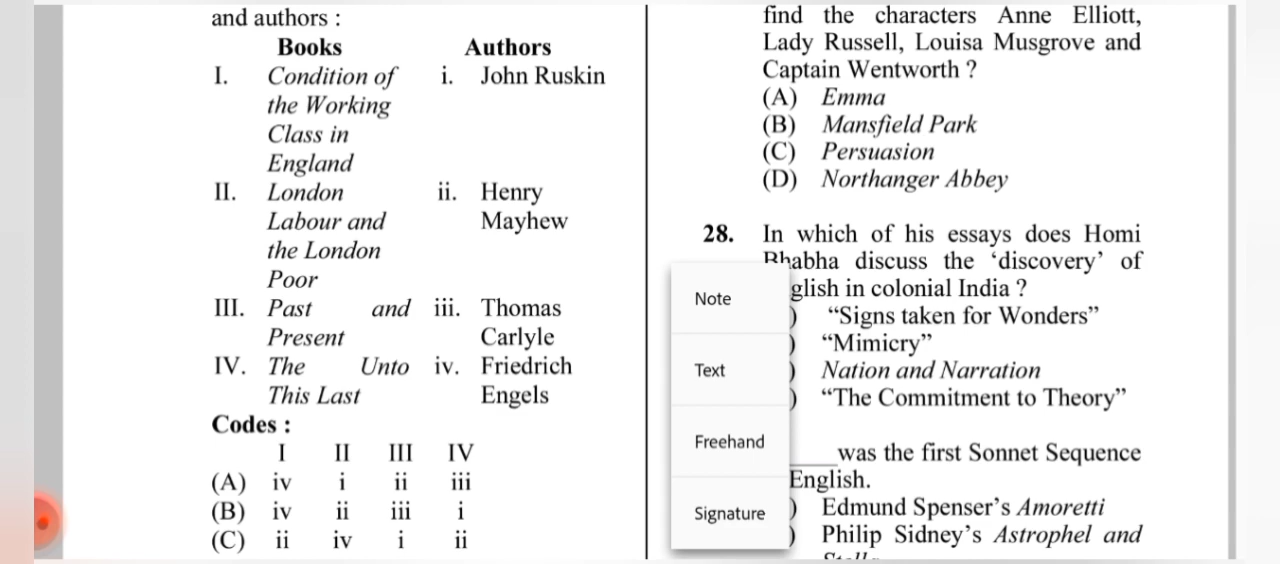 and authors :
Books Authors
I. Condition of i. John Ruskin
the Working
Class in
England
II. London ii. Henry
Labour and Mayhew
the London
Poor
III. Past and iii. Thomas
Present Carlyle
IV. The Unto iv. Friedrich
This Last Engels
Codes :
I II III IV
(A) iv i ii iii
(B) iv ii iii i
(C) ii iv i ii
find the characters Anne Elliott,
Lady Russell, Louisa Musgrove and
Captain Wentworth ?
(A) Emma
(B) Mansfield Park
(C) Persuasion
(D) Northanger Abbey
28. In which of his essays does Homi
Bhabha discuss the ‘discovery’ of
glish in colonial India ?
) “Signs taken for Wonders”
) “Mimicry”
) Nation and Narration
) “The Commitment to Theory”
was the first Sonnet Sequence
English.
) Edmund Spenser’s Amoretti
) Philip Sidney’s Astrophel and
Note
Text
Freehand
Signature